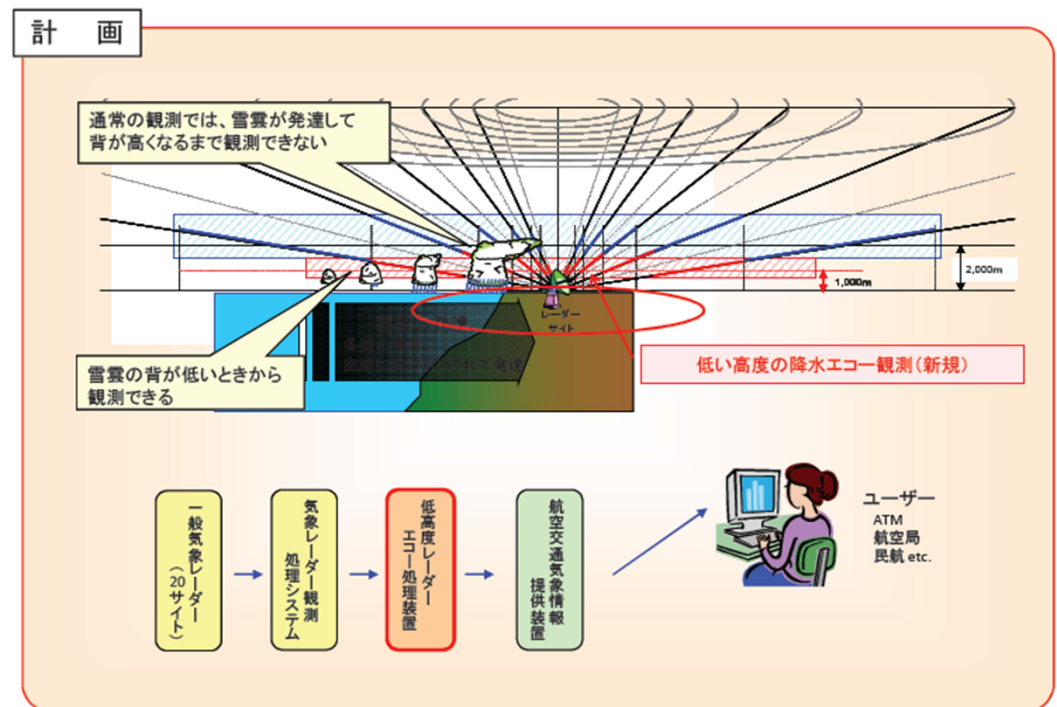 計 画
通常の観測では、雪雲が発達して
背が高くなるまで観測できない
2,000m
1,000m
レーダー
サイト
て発達
低い高度の降水エコー観測（新規）
雪雲の背が低いときから
観測できる
一般気象レーダー
（20サイト）
気象レーダー観測
処理システム
低高度レーダー
エコー処理装置
航空交通気象情報
提供装置
ユーザー
ATM
航空局
民航 etc.